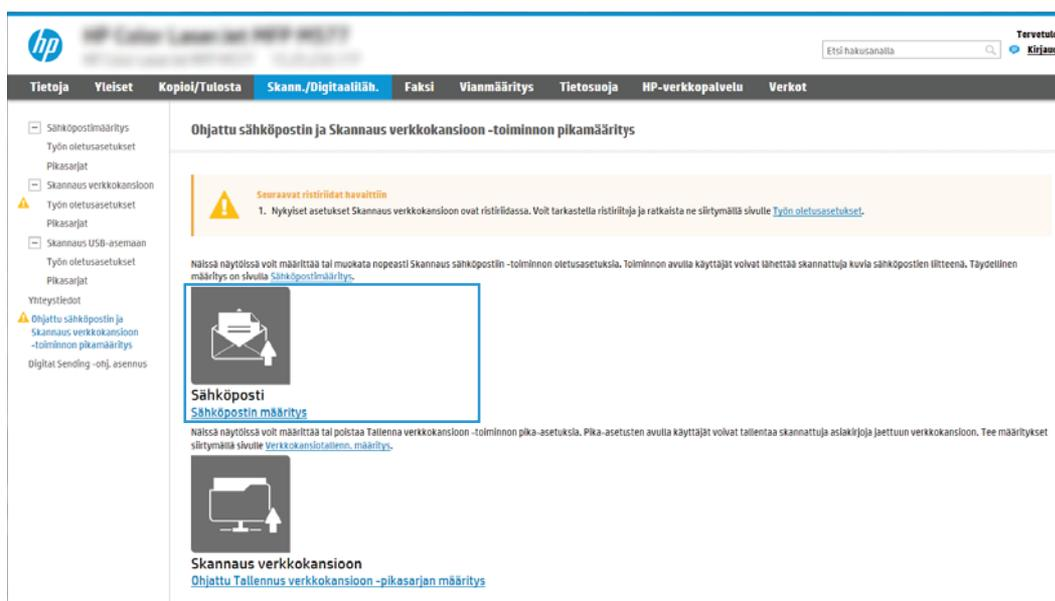 hp
Etsi hakusanalla
Tervetulo
Kirjau
Tietoja Yleiset Kopioi/Tulosta Skann./Digitaaliläh. Faksi Vianmääritys Tietosuoja HP-verkkopalvelu Verkot
Sähköpostimääritys
Työn oletusasetukset
Pikasarjat
Skannaus verkkokansioon
Työn oletusasetukset
Pikasarjat
Skannaus USB-asemaan
Työn oletusasetukset
Pikasarjat
Yhteystiedot
Ohjattu sähköpostin ja
Skannaus verkkokansioon
-toiminnon pikamääritys
Digital Sending -ohj. asennus
Ohjattu sähköpostin ja Skannaus verkkokansioon -toiminnon pikamääritys
Seuraavat ristiriidat havaittiin
1. Nykyiset asetukset Skannaus verkkokansioon ovat ristiriidassa. Voit tarkastella ristiriitoja ja ratkaista ne siirtymällä sivulle Työn oletusasetukset.
Näissä näytöissä voit määrittää tai muokata nopeasti Skannaus sähköpostiin -toiminnon oletusasetuksia. Toiminnon avulla käyttäjät voivat lähettää skannattuja kuvia sähköpostien liitteenä. Täydellinen
määritys on sivulla Sähköpostimääritys.
Sähköposti
Sähköpostin määritys
Näissä näytöissä voit määrittää tai poistaa Tallenna verkkokansioon -toiminnon pika-asetuksia. Pika-asetusten avulla käyttäjät voivat tallentaa skannattuja asiakirjoja jaettuun verkkokansioon. Tee määritykset
siirtymällä sivulle Verkkokansiotallenn. määritys.
Skannaus verkkokansioon
Ohjattu Tallennus verkkokansioon -pikasarjan määritys